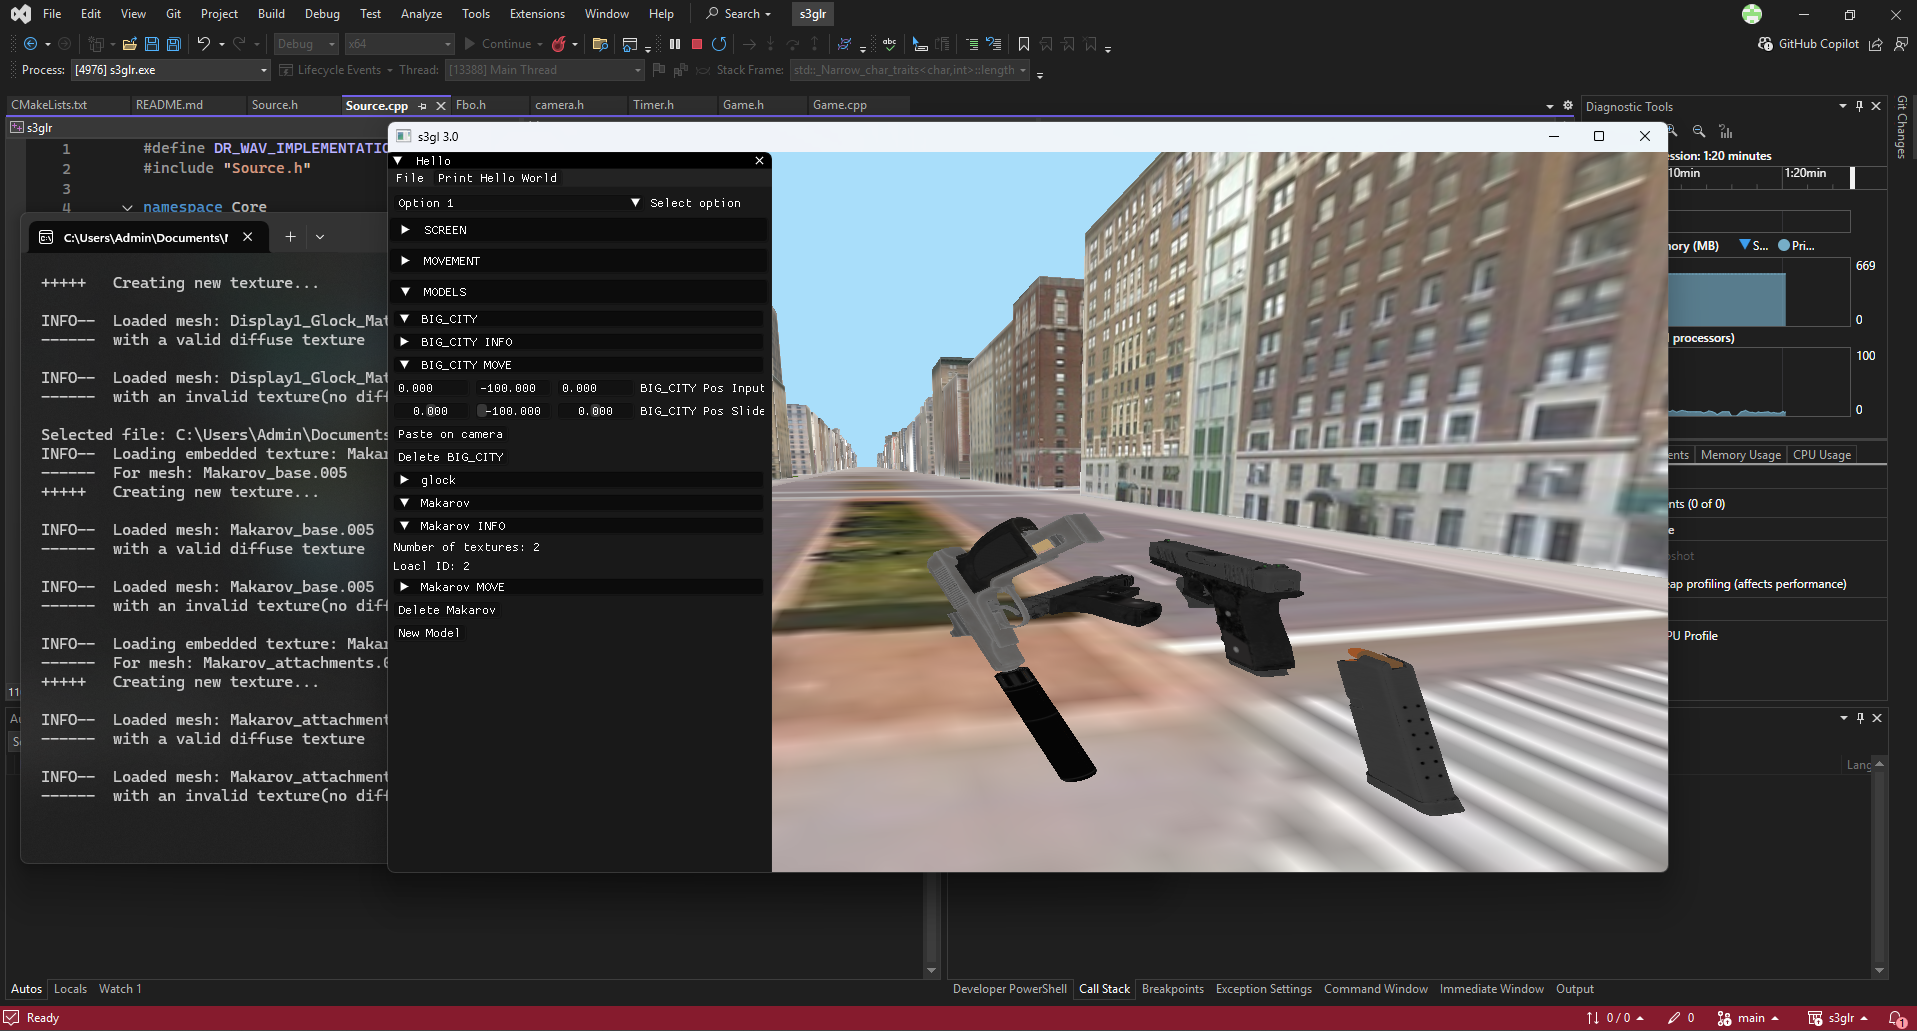 File Edit View Git Project Build Debug Test Analyze Tools Extensions Window Help Search s3glr
Debug x64 Continue GitHub Copilot
Process: [4976] s3glr.exe Lifecycle Events Thread: [13388] Main Thread Stack Frame: std::_Narrow_char_traits<char,int>::length
CMakeLists.txt README.md Source.h Source.cpp Fbo.h camera.h Timer.h Game.h Game.cpp
s3glr
1 #define DR_WAV_IMPLEMENTATIO
2 #include "Source.h"
3
4 namespace Core
C:\Users\Admin\Documents\
+++++ Creating new texture...
INFO-- Loaded mesh: Display1_Glock_Mat
------ with a valid diffuse texture
INFO-- Loaded mesh: Display1_Glock_Mat
------ with an invalid texture(no diff
Selected file: C:\Users\Admin\Documents
INFO-- Loading embedded texture: Makar
------ For mesh: Makarov_base.005
+++++ Creating new texture...
INFO-- Loaded mesh: Makarov_base.005
------ with a valid diffuse texture
INFO-- Loaded mesh: Makarov_base.005
------ with an invalid texture(no diff
INFO-- Loading embedded texture: Makar
------ For mesh: Makarov_attachments.0
+++++ Creating new texture...
INFO-- Loaded mesh: Makarov_attachment
------ with a valid diffuse texture
INFO-- Loaded mesh: Makarov_attachment
------ with an invalid texture(no diff
s3gl 3.0
Hello
File Print Hello World
Option 1 Select option
SCREEN
MOVEMENT
MODELS
BIG_CITY
BIG_CITY INFO
BIG_CITY MOVE
0.000 -100.000 0.000 BIG_CITY Pos Input
0.000 -100.000 0.000 BIG_CITY Pos Slide
Paste on camera
Delete BIG_CITY
glock
Makarov
Makarov INFO
Number of textures: 2
Loacl ID: 2
Makarov MOVE
Delete Makarov
New Model
Diagnostic Tools
ssion: 1:20 minutes
10min 1:20min
ory (MB) S... Pri...
669
0
processors)
100
0
ents Memory Usage CPU Usage
nts (0 of 0)
e
pshot
eap profiling (affects performance)
PU Profile
Git Changes
Lang
Autos Locals Watch 1
Developer PowerShell Call Stack Breakpoints Exception Settings Command Window Immediate Window Output
Ready 0 / 0 0 main s3glr 1